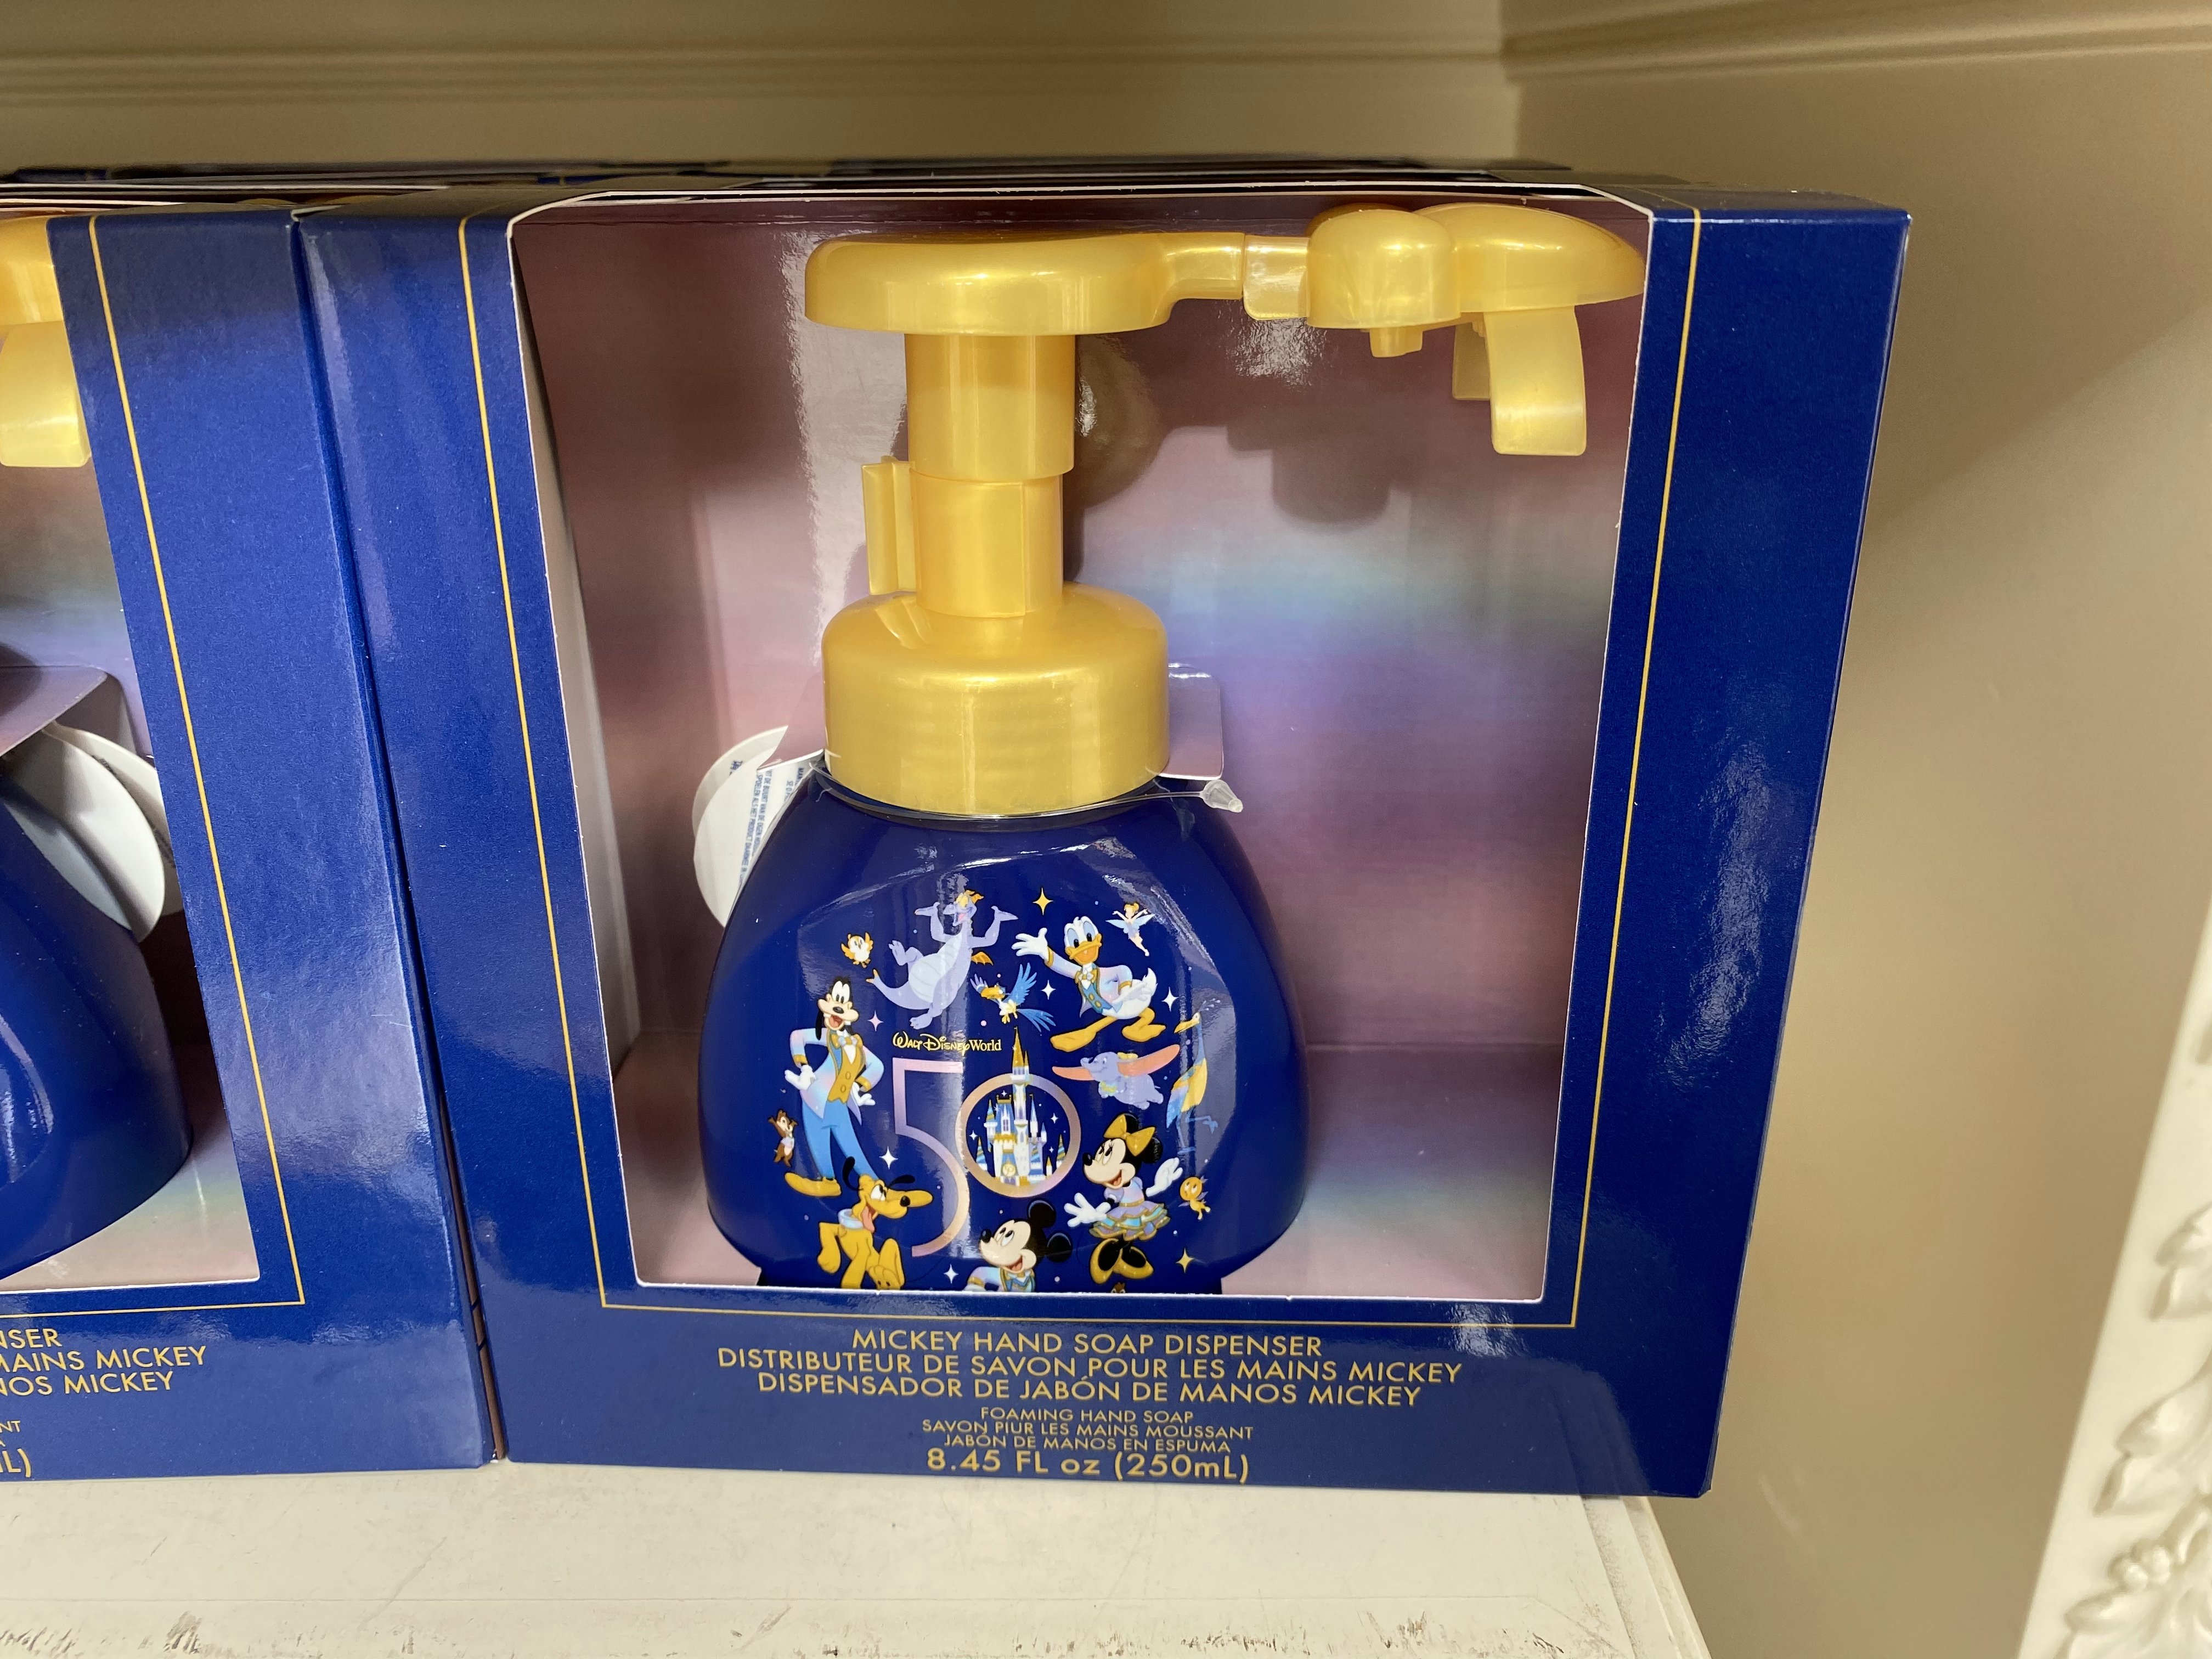 Walt Disney World
50
MICKEY HAND SOAP DISPENSER
DISTRIBUTEUR DE SAVON POUR LES MAINS MICKEY
DISPENSADOR DE JABÓN DE MANOS MICKEY
FOAMING HAND SOAP
SAVON PIUR LES MAINS MOUSSANT
JABÓN DE MANOS EN ESPUMA
8.45 FL oz (250mL)
NSER
MAINS MICKEY
NOS MICKEY
NT
A
L)